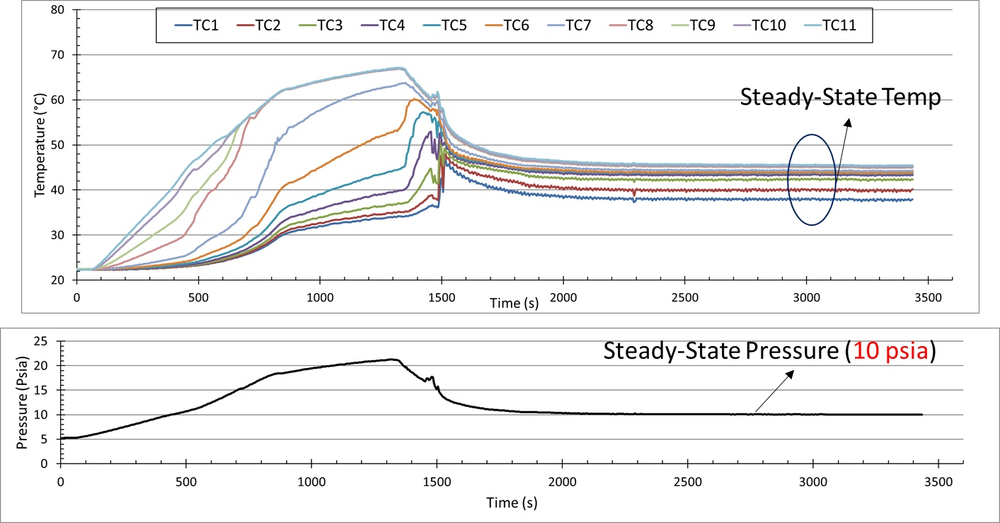 80
TC1 TC2 TC3 TC4 TC5 TC6 TC7 TC8 TC9 TC10 TC11
70
60
Steady-State Temp
50
40
30
20
Temperature (°C)
0 500 1000 1500 2000 2500 3000 3500
Time (s)
25
Steady-State Pressure (10 psia)
20
15
10
5
0
Pressure (Psia)
0 500 1000 1500 2000 2500 3000 3500
Time (s)